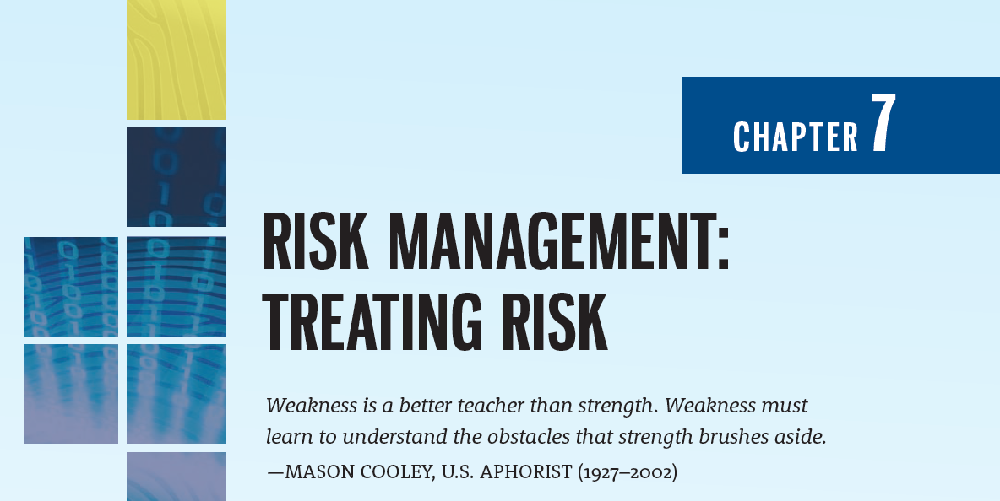 CHAPTER 7
RISK MANAGEMENT:
TREATING RISK
Weakness is a better teacher than strength. Weakness must
learn to understand the obstacles that strength brushes aside.
—MASON COOLEY, U.S. APHORIST (1927–2002)